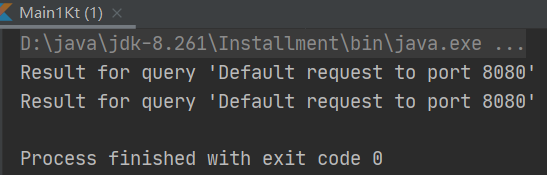 Main1Kt (1) ×
D:\java\jdk-8.261\Installment\bin\java.exe ...
Result for query 'Default request to port 8080'
Result for query 'Default request to port 8080'
Process finished with exit code 0